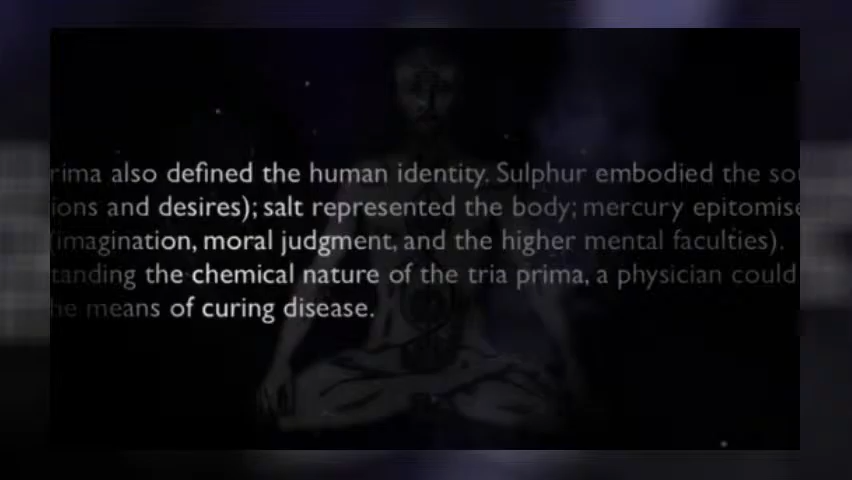 rima also defined the human identity. Sulphur embodied the sou
ions and desires); salt represented the body; mercury epitomise
(imagination, moral judgment, and the higher mental faculties).
tanding the chemical nature of the tria prima, a physician could
he means of curing disease.